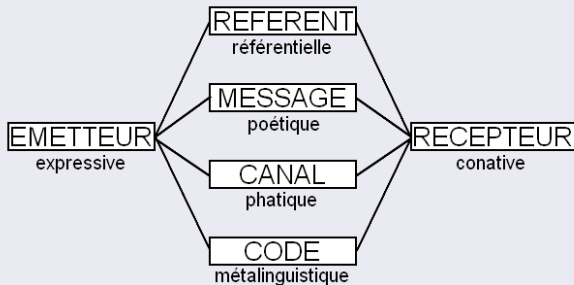 REFERENT
référentielle
MESSAGE
poétique
EMETTEUR
expressive
RECEPTEUR
conative
CANAL
phatique
CODE
métalinguistique